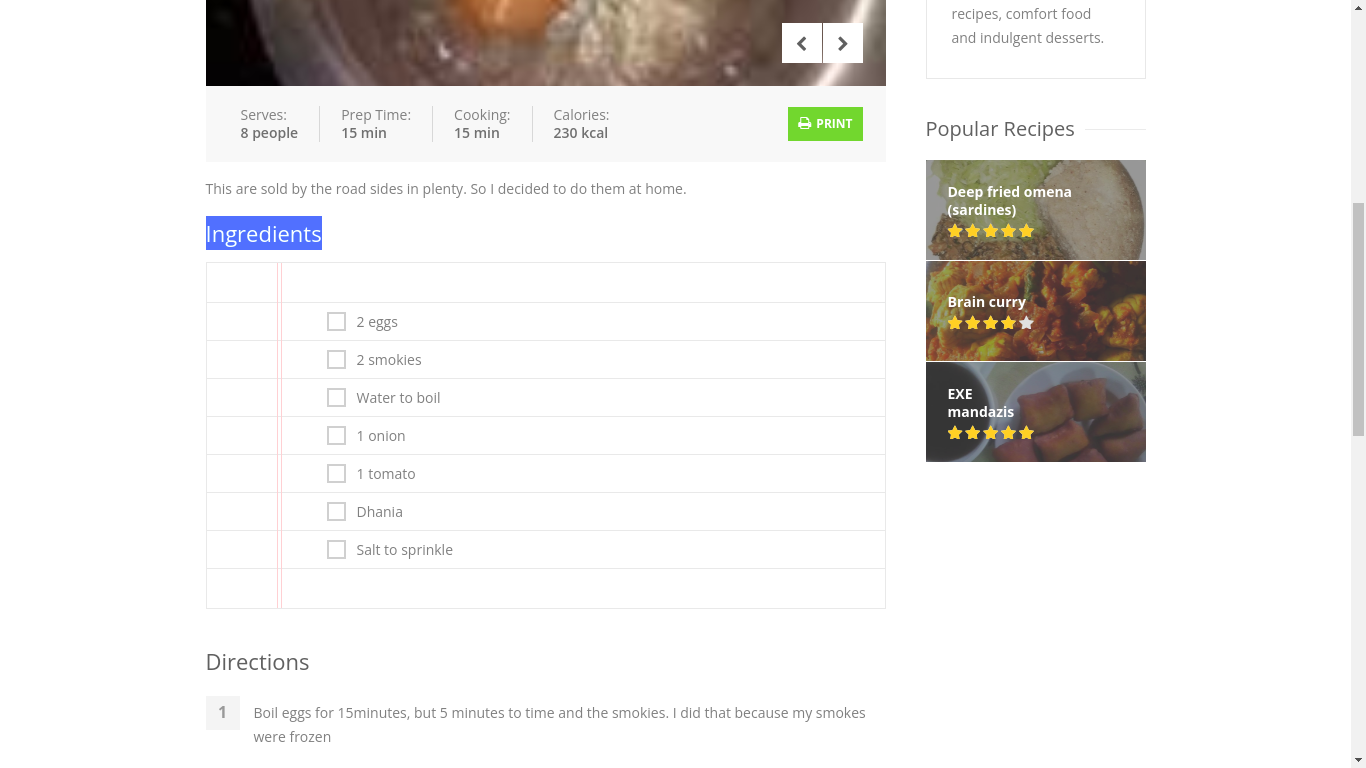 recipes, comfort food
and indulgent desserts.
Serves:
8 people
Prep Time:
15 min
Cooking:
15 min
Calories:
230 kcal
PRINT
This are sold by the road sides in plenty. So I decided to do them at home.
Ingredients
2 eggs
2 smokies
Water to boil
1 onion
1 tomato
Dhania
Salt to sprinkle
Directions
1
Boil eggs for 15minutes, but 5 minutes to time and the smokies. I did that because my smokes
were frozen
Popular Recipes
Deep fried omena
(sardines)
Brain curry
EXE
mandazis